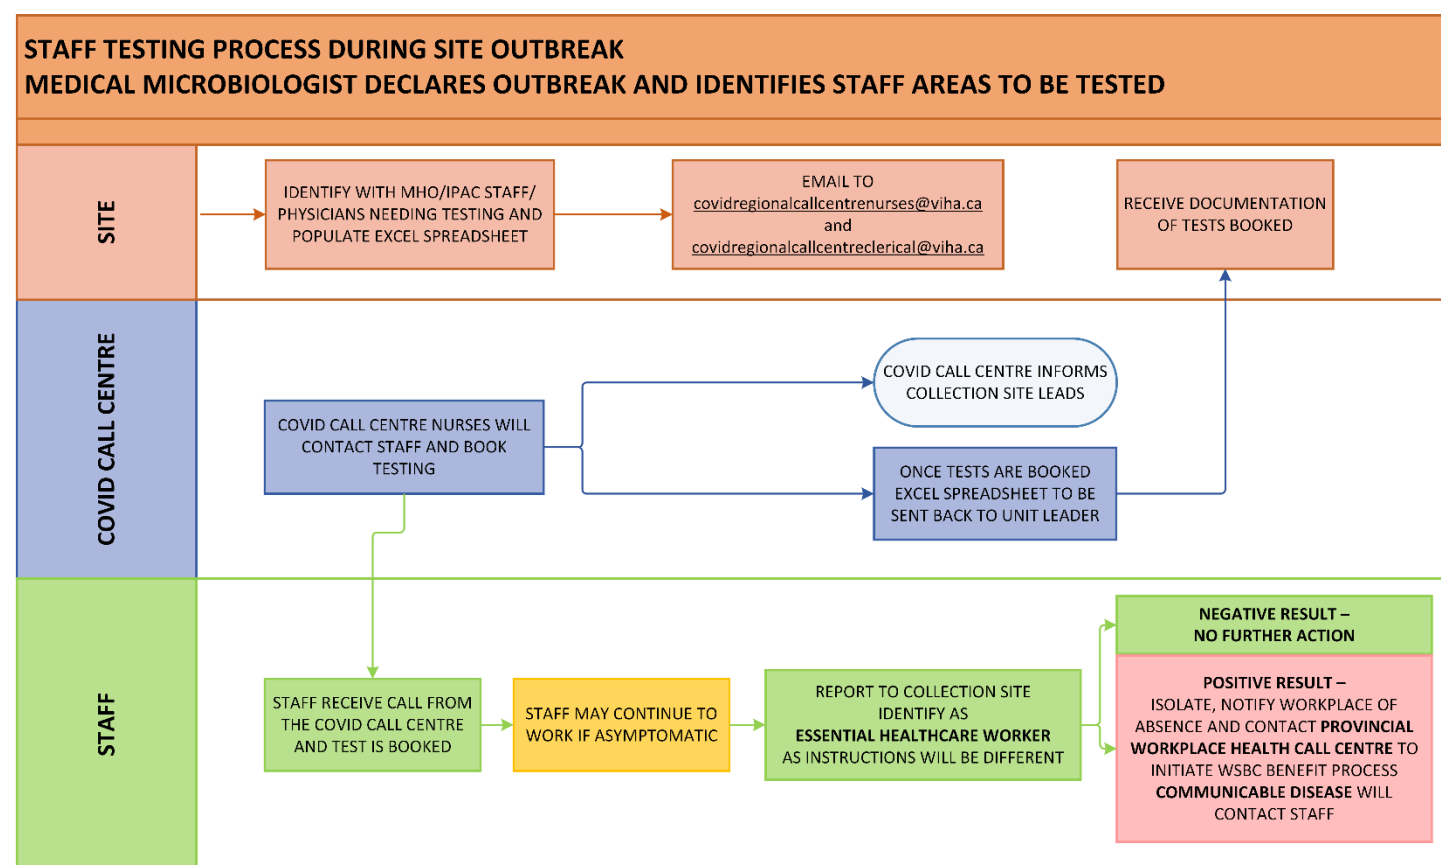 STAFF TESTING PROCESS DURING SITE OUTBREAK
MEDICAL MICROBIOLOGIST DECLARES OUTBREAK AND IDENTIFIES STAFF AREAS TO BE TESTED
SITE
IDENTIFY WITH MHO/IPAC STAFF/
PHYSICIANS NEEDING TESTING AND
POPULATE EXCEL SPREADSHEET
EMAIL TO
covidregionalcallcentrenurses@viha.ca
and
covidregionalcallcentreclerical@viha.ca
RECEIVE DOCUMENTATION
OF TESTS BOOKED
COVID CALL CENTRE
COVID CALL CENTRE NURSES WILL
CONTACT STAFF AND BOOK
TESTING
COVID CALL CENTRE INFORMS
COLLECTION SITE LEADS
ONCE TESTS ARE BOOKED
EXCEL SPREADSHEET TO BE
SENT BACK TO UNIT LEADER
STAFF
STAFF RECEIVE CALL FROM
THE COVID CALL CENTRE
AND TEST IS BOOKED
STAFF MAY CONTINUE TO
WORK IF ASYMPTOMATIC
REPORT TO COLLECTION SITE
IDENTIFY AS
ESSENTIAL HEALTHCARE WORKER
AS INSTRUCTIONS WILL BE DIFFERENT
NEGATIVE RESULT –
NO FURTHER ACTION
POSITIVE RESULT –
ISOLATE, NOTIFY WORKPLACE OF
ABSENCE AND CONTACT PROVINCIAL
WORKPLACE HEALTH CALL CENTRE TO
INITIATE WSBC BENEFIT PROCESS
COMMUNICABLE DISEASE WILL
CONTACT STAFF